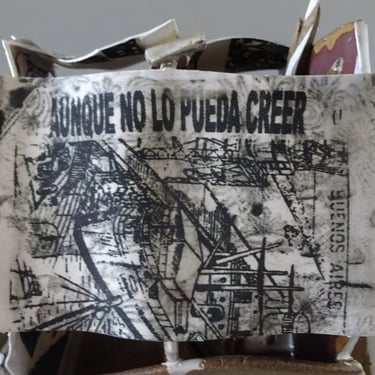 AUNQUE NO LO PUEDA CREER
BUENOS AIRES